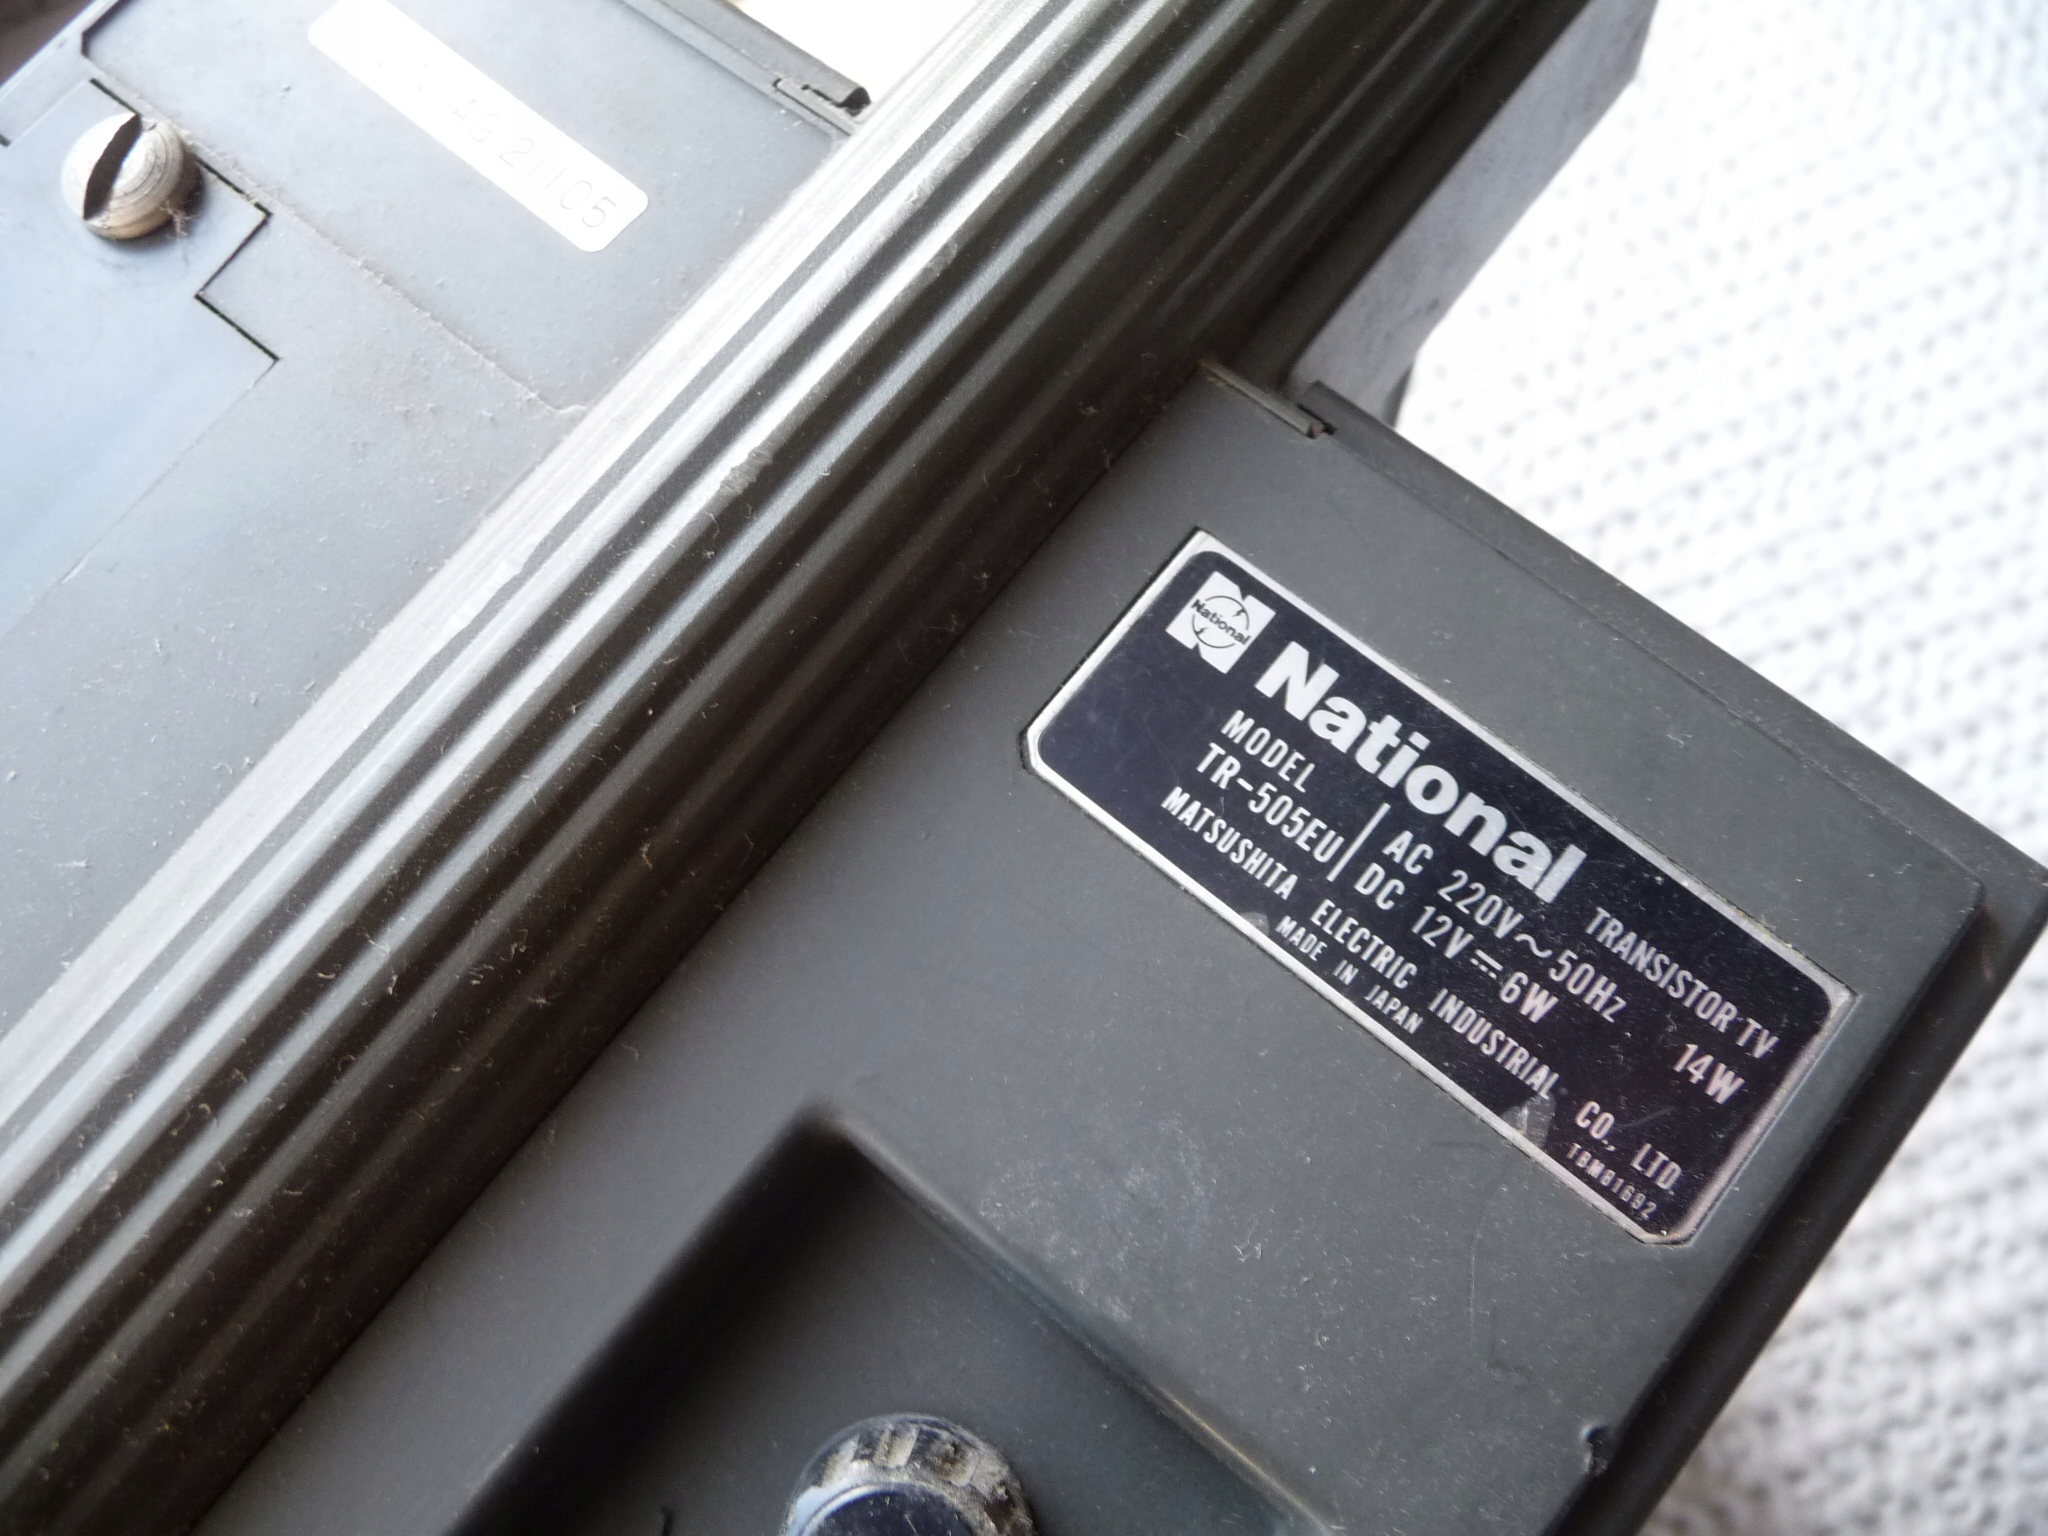 AG21105
National
National
TRANSISTOR TV
MODEL
TR-505EU
AC 220V~50Hz 14W
DC 12V⎓6W
MATSUSHITA ELECTRIC INDUSTRIAL CO., LTD.
MADE IN JAPAN